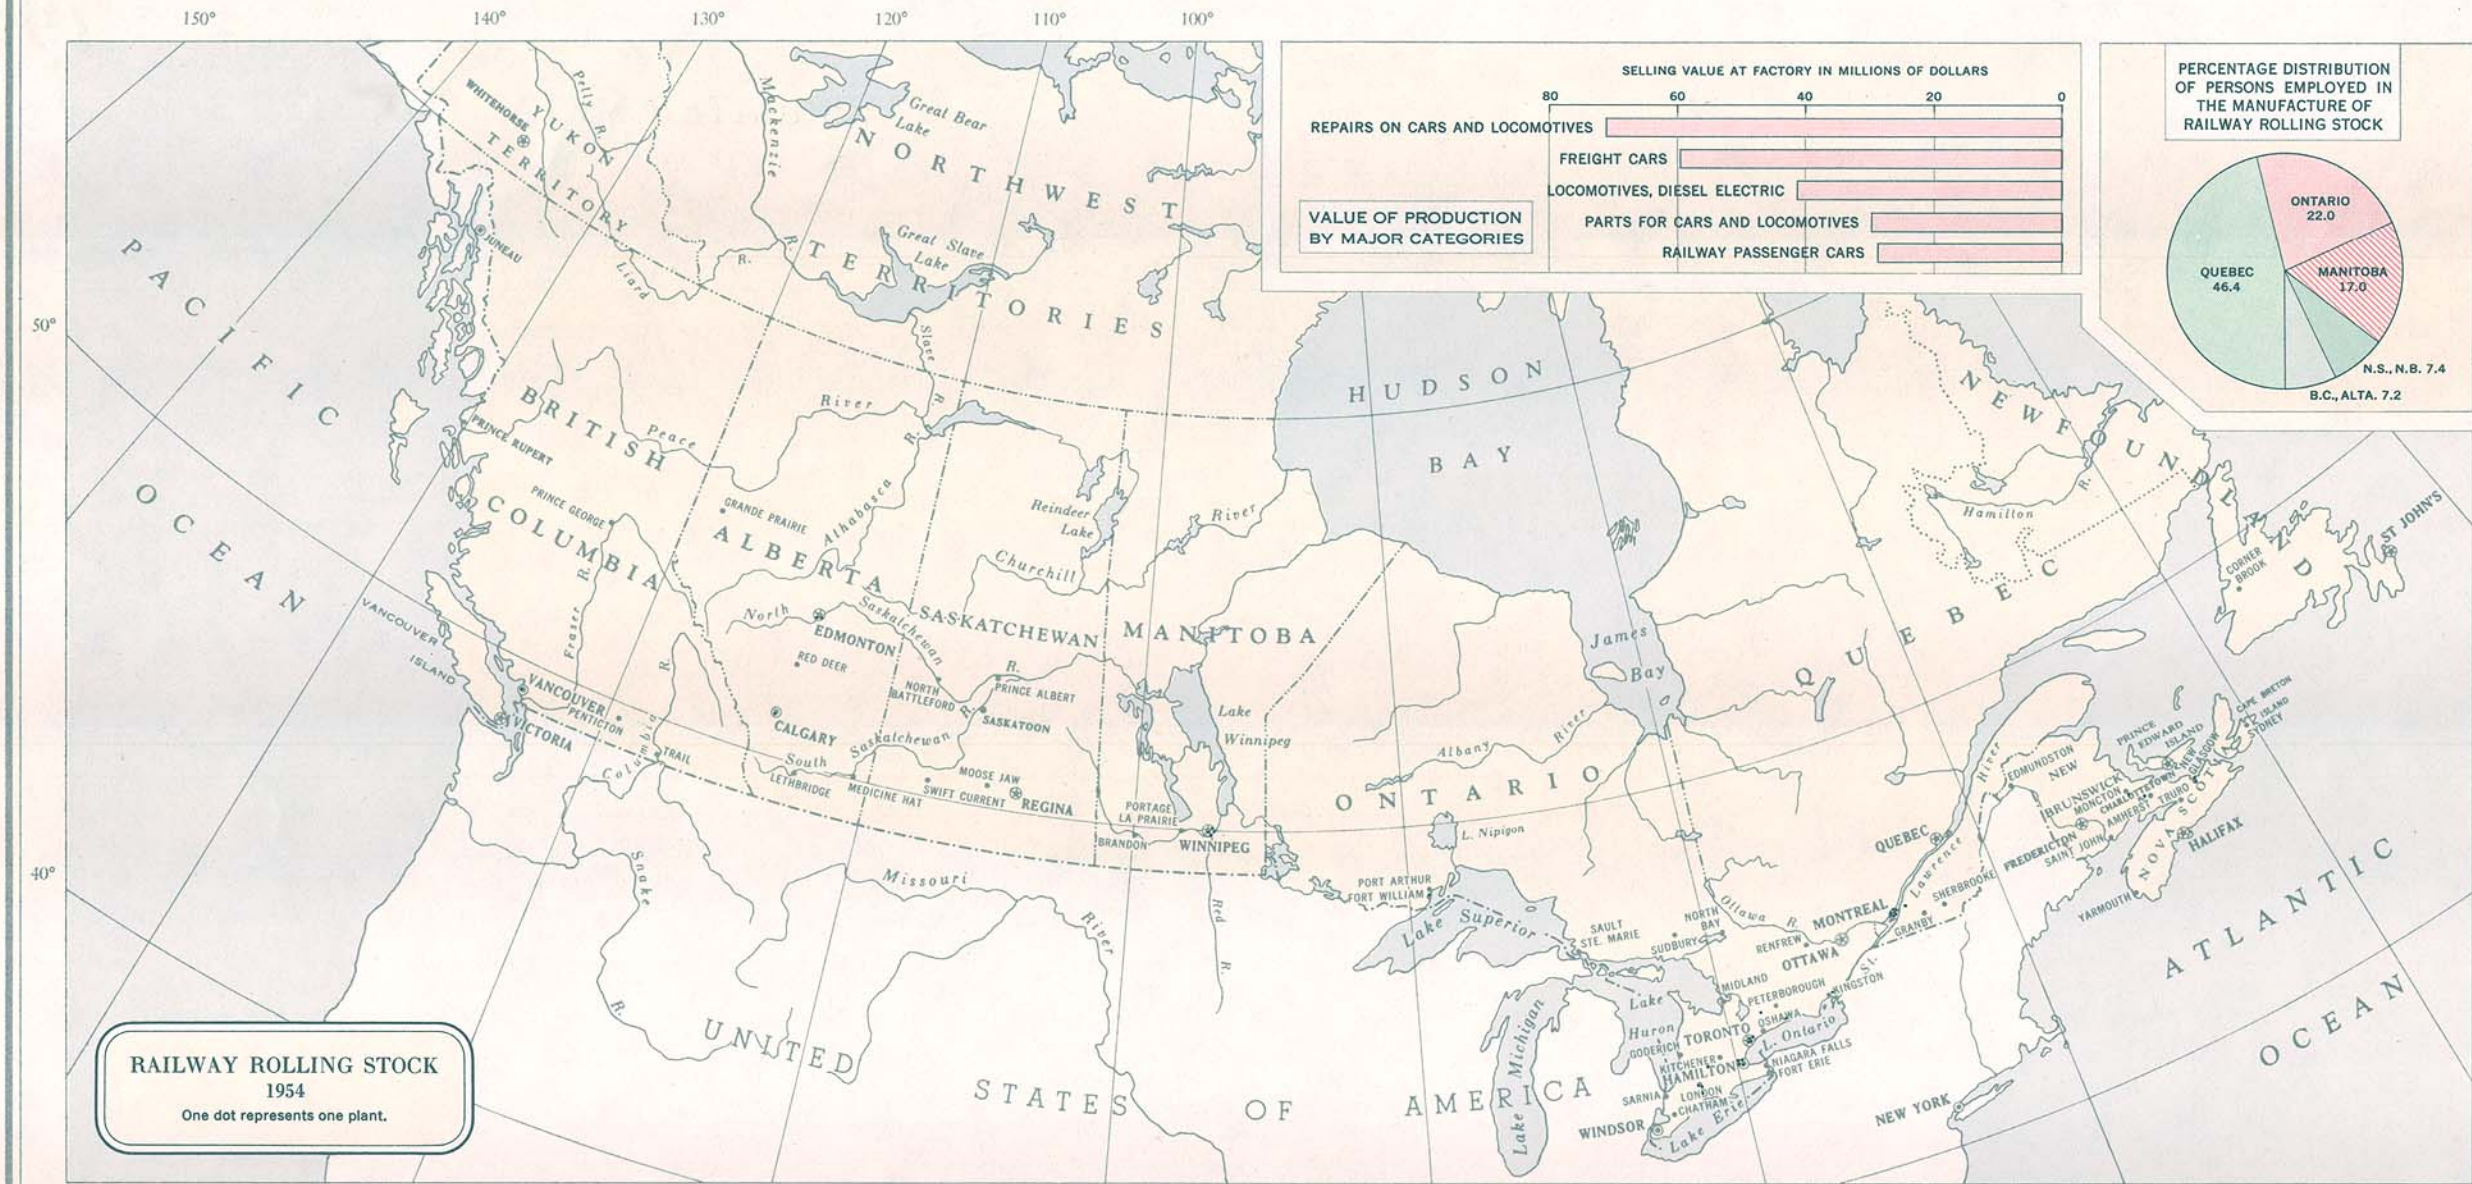 150°
140°
130°
120°
110°
100°
50°
40°
SELLING VALUE AT FACTORY IN MILLIONS OF DOLLARS
80
60
40
20
0
REPAIRS ON CARS AND LOCOMOTIVES
FREIGHT CARS
LOCOMOTIVES, DIESEL ELECTRIC
PARTS FOR CARS AND LOCOMOTIVES
RAILWAY PASSENGER CARS
VALUE OF PRODUCTION
BY MAJOR CATEGORIES
PERCENTAGE DISTRIBUTION
OF PERSONS EMPLOYED IN
THE MANUFACTURE OF
RAILWAY ROLLING STOCK
ONTARIO
22.0
QUEBEC
46.4
MANITOBA
17.0
N.S., N.B. 7.4
B.C., ALTA. 7.2
PACIFIC
OCEAN
WHITEHORSE
YUKON
TERRITORY
Pelly
R.
Mackenzie
R.
Great Bear
Lake
NORTHWEST
TERRITORIES
Great Slave
Lake
JUNEAU
Liard
R.
Slave
R.
HUDSON
BAY
NEWFOUNDLAND
BRITISH
COLUMBIA
PRINCE RUPERT
PRINCE GEORGE
Peace
River
GRANDE PRAIRIE
ALBERTA
Athabasca
R.
Reindeer
Lake
Churchill
River
Hamilton
R.
ST JOHN'S
CORNER
BROOK
Fraser
R.
North
Saskatchewan
R.
EDMONTON
RED DEER
SASKATCHEWAN
MANITOBA
James
Bay
QUEBEC
VANCOUVER
ISLAND
VANCOUVER
VICTORIA
PENTICTON
Columbia
R.
TRAIL
CALGARY
NORTH
BATTLEFORD
PRINCE ALBERT
SASKATOON
South
Saskatchewan
R.
LETHBRIDGE
MEDICINE HAT
SWIFT CURRENT
MOOSE JAW
REGINA
Lake
Winnipeg
PORTAGE
LA PRAIRIE
BRANDON
WINNIPEG
ONTARIO
Albany
River
L. Nipigon
PORT ARTHUR
FORT WILLIAM
Lake Superior
SAULT
STE. MARIE
SUDBURY
NORTH
BAY
Ottawa R.
RENFREW
OTTAWA
MONTREAL
GRANBY
SHERBROOKE
QUEBEC
St. Lawrence
River
EDMUNDSTON
NEW
BRUNSWICK
MONCTON
FREDERICTON
SAINT JOHN
PRINCE
EDWARD
ISLAND
CHARLOTTETOWN
AMHERST
TRURO
NEW
GLASGOW
CAPE BRETON
ISLAND
SYDNEY
NOVA SCOTIA
HALIFAX
YARMOUTH
ATLANTIC
OCEAN
MIDLAND
PETERBOROUGH
KINGSTON
OSHAWA
TORONTO
L. Ontario
Lake
Huron
GODERICH
KITCHENER
HAMILTON
NIAGARA FALLS
FORT ERIE
SARNIA
LONDON
CHATHAM
WINDSOR
Lake Erie
Lake Michigan
NEW YORK
Snake
R.
Missouri
River
Red
R.
UNITED
STATES
OF
AMERICA
RAILWAY ROLLING STOCK
1954
One dot represents one plant.